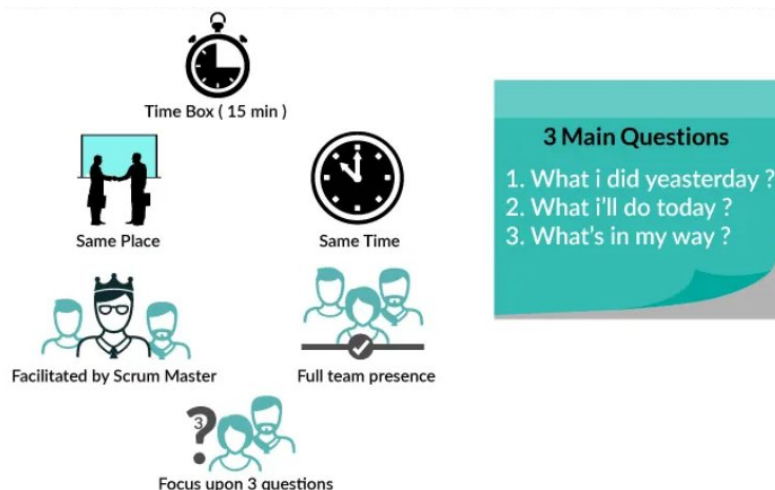 Time Box ( 15 min )
Same Place
Same Time
Facilitated by Scrum Master
Full team presence
3
Focus upon 3 questions
3 Main Questions
1. What i did yeasterday ?
2. What i'll do today ?
3. What's in my way ?